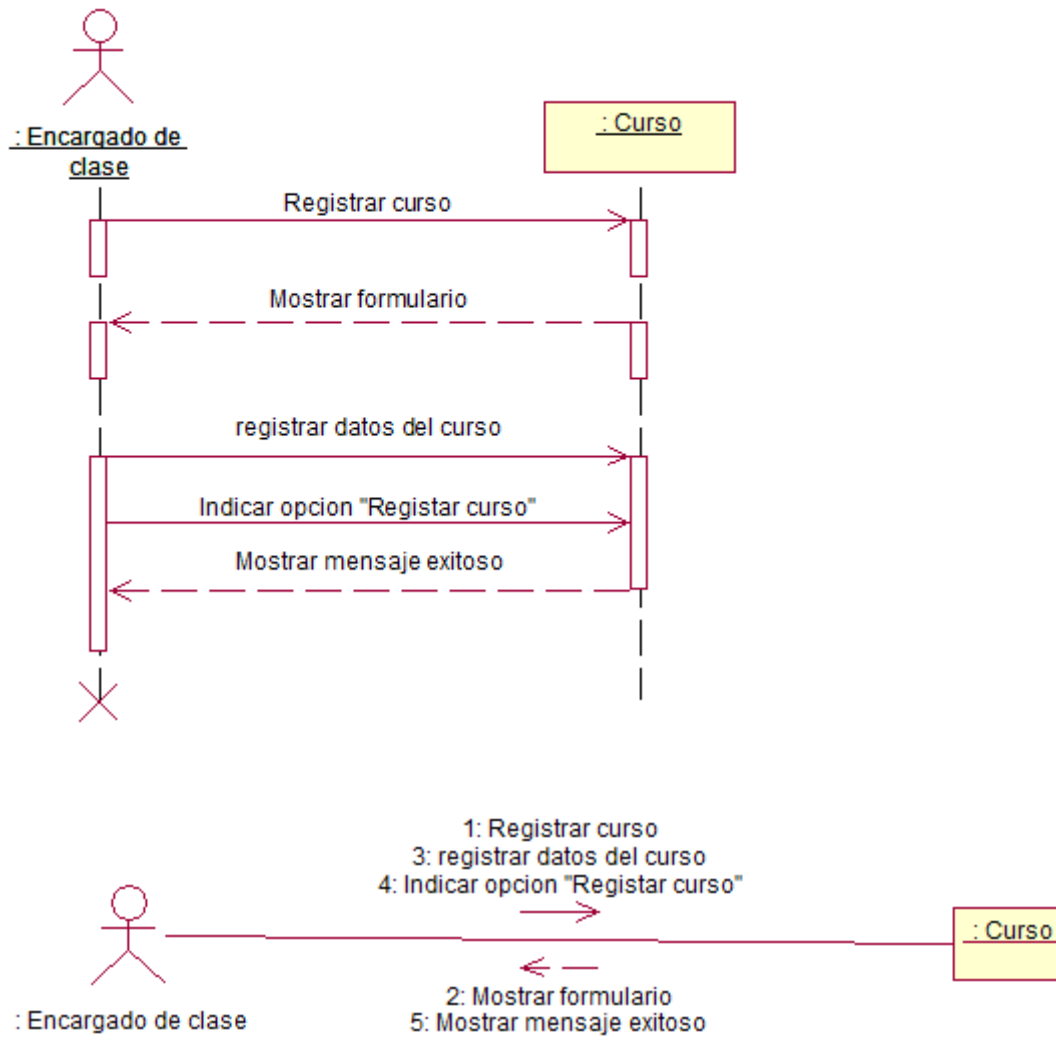 : Encargado de
clase
: Curso
Registrar curso
Mostrar formulario
registrar datos del curso
Indicar opcion "Registar curso"
Mostrar mensaje exitoso
1: Registrar curso
3: registrar datos del curso
4: Indicar opcion "Registar curso"
: Curso
2: Mostrar formulario
5: Mostrar mensaje exitoso
: Encargado de clase